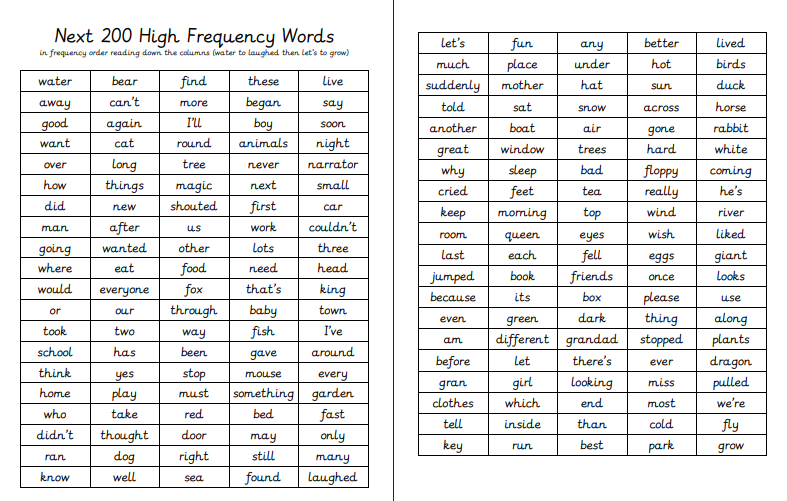 Next 200 High Frequency Words
in frequency order reading down the columns (water to laughed then let's to grow)
water bear find these live
away can't more began say
good again I'll boy soon
want cat round animals night
over long tree never narrator
how things magic next small
did new shouted first car
man after us work couldn't
going wanted other lots three
where eat food need head
would everyone fox that's king
or our through baby town
took two way fish I've
school has been gave around
think yes stop mouse every
home play must something garden
who take red bed fast
didn't thought door may only
ran dog right still many
know well sea found laughed
let's fun any better lived
much place under hot birds
suddenly mother hat sun duck
told sat snow across horse
another boat air gone rabbit
great window trees hard white
why sleep bad floppy coming
cried feet tea really he's
keep morning top wind river
room queen eyes wish liked
last each fell eggs giant
jumped book friends once looks
because its box please use
even green dark thing along
am different grandad stopped plants
before let there's ever dragon
gran girl looking miss pulled
clothes which end most we're
tell inside than cold fly
key run best park grow